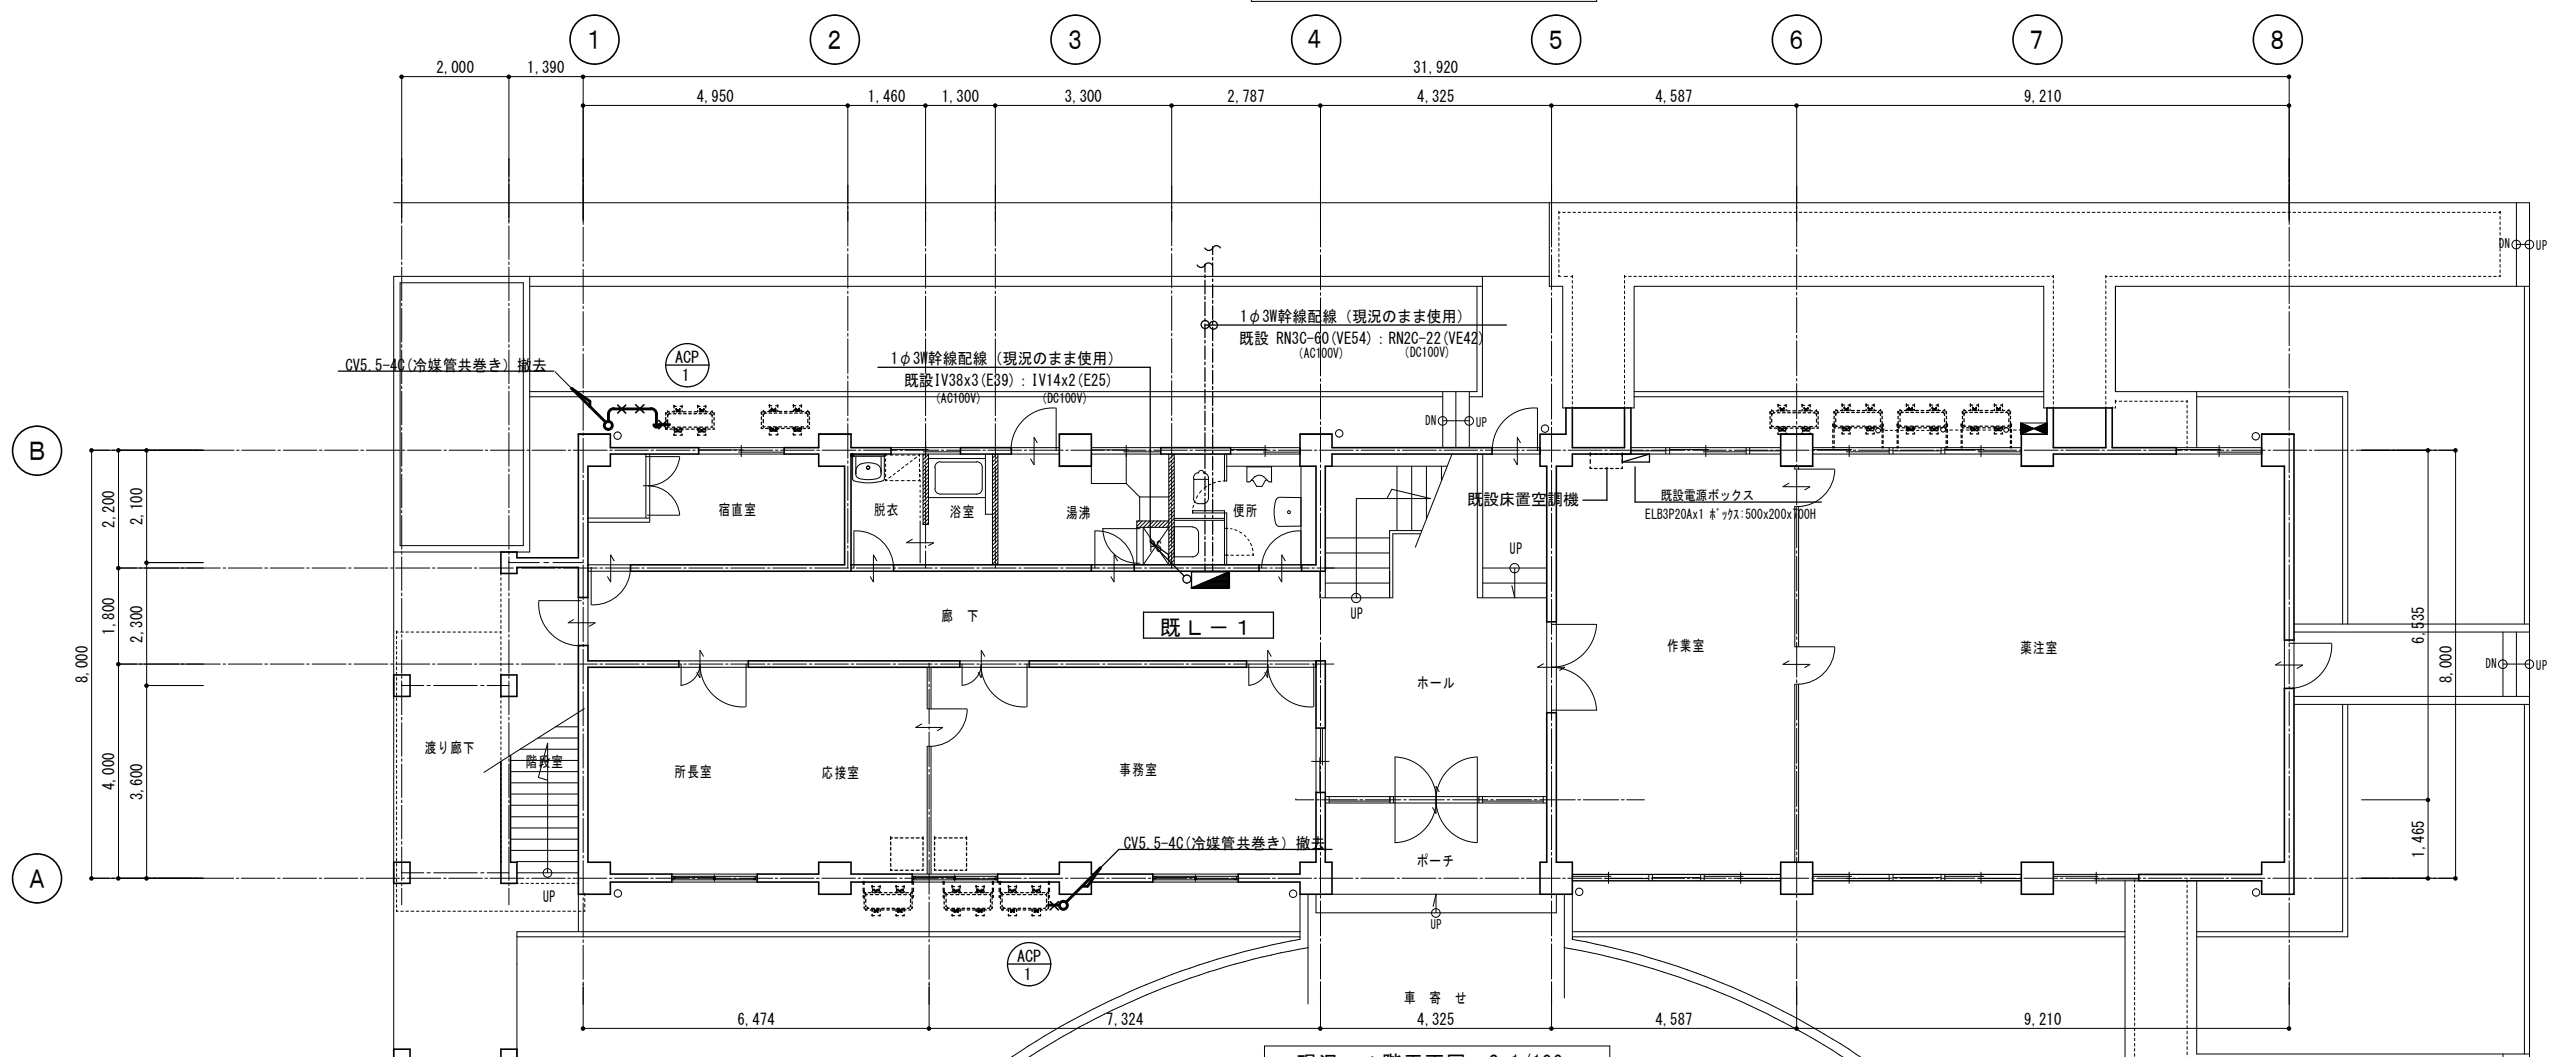 1
2
3
4
5
6
7
8
2,000
1,390
31,920
4,950
1,460
1,300
3,300
2,787
4,325
4,587
9,210
DN UP
1φ3W幹線配線（現況のまま使用）
既設 RN3C-60(VE54) : RN2C-22(VE42)
(AC100V)
(DC100V)
1φ3W幹線配線（現況のまま使用）
既設IV38x3(E39) : IV14x2(E25)
(AC100V)
(DC100V)
CV5.5-4C(冷媒管共巻き) 撤去
ACP
1
DN UP
B
宿直室
脱衣
浴室
湯沸
便所
既設床置空調機
既設電源ボックス
ELB3P20Ax1 ボックス:500x200x700H
UP
UP
2,200
2,100
1,800
2,300
8,000
4,000
3,600
廊 下
既L－1
作業室
薬注室
ホール
6,535
8,000
1,465
DN UP
渡り廊下
階段室
所長室
応接室
事務室
CV5.5-4C(冷媒管共巻き) 撤去
ポーチ
A
UP
UP
ACP
1
車 寄 せ
6,474
7,324
4,325
4,587
9,210